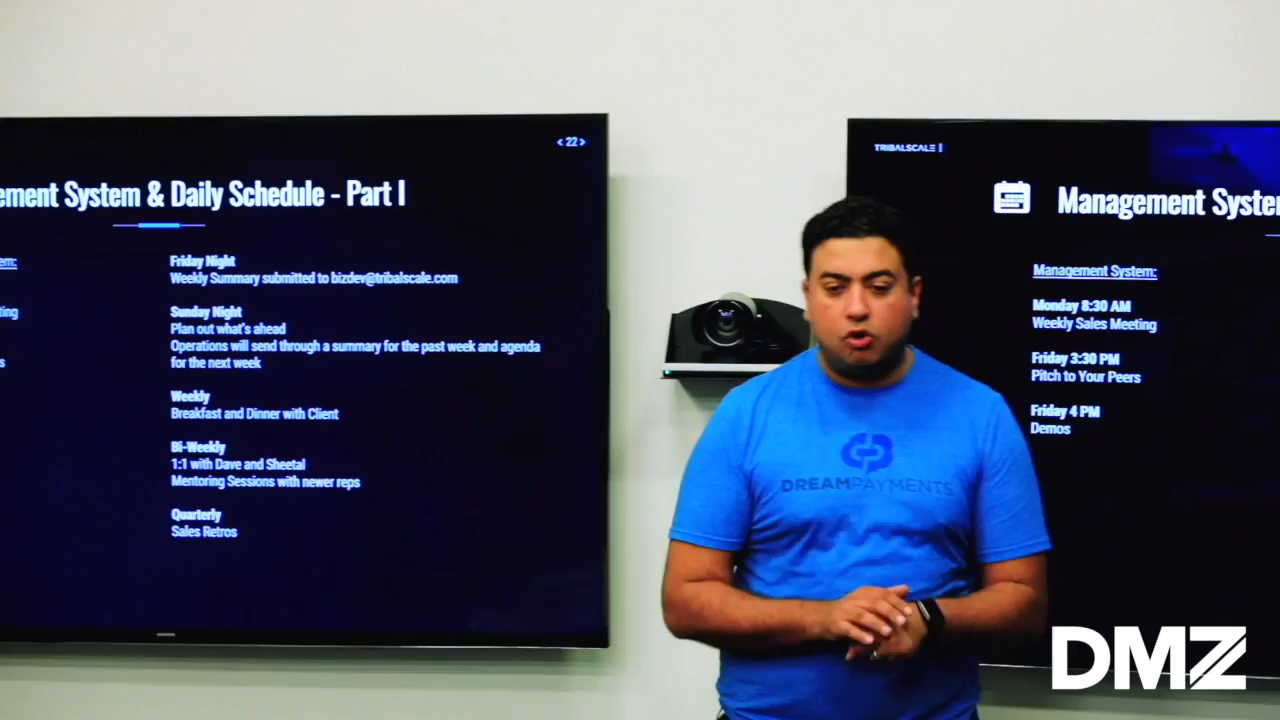 < 22 >
ement System & Daily Schedule - Part I
em:
ting
s
Friday Night
Weekly Summary submitted to bizdev@tribalscale.com
Sunday Night
Plan out what's ahead
Operations will send through a summary for the past week and agenda
for the next week
Weekly
Breakfast and Dinner with Client
Bi-Weekly
1:1 with Dave and Sheetal
Mentoring Sessions with newer reps
Quarterly
Sales Retros
SAMSUNG
TRIBALSCALE
Management Syste
Management System:
Monday 8:30 AM
Weekly Sales Meeting
Friday 3:30 PM
Pitch to Your Peers
Friday 4 PM
Demos
DREAMPAYMENTS
DMZ